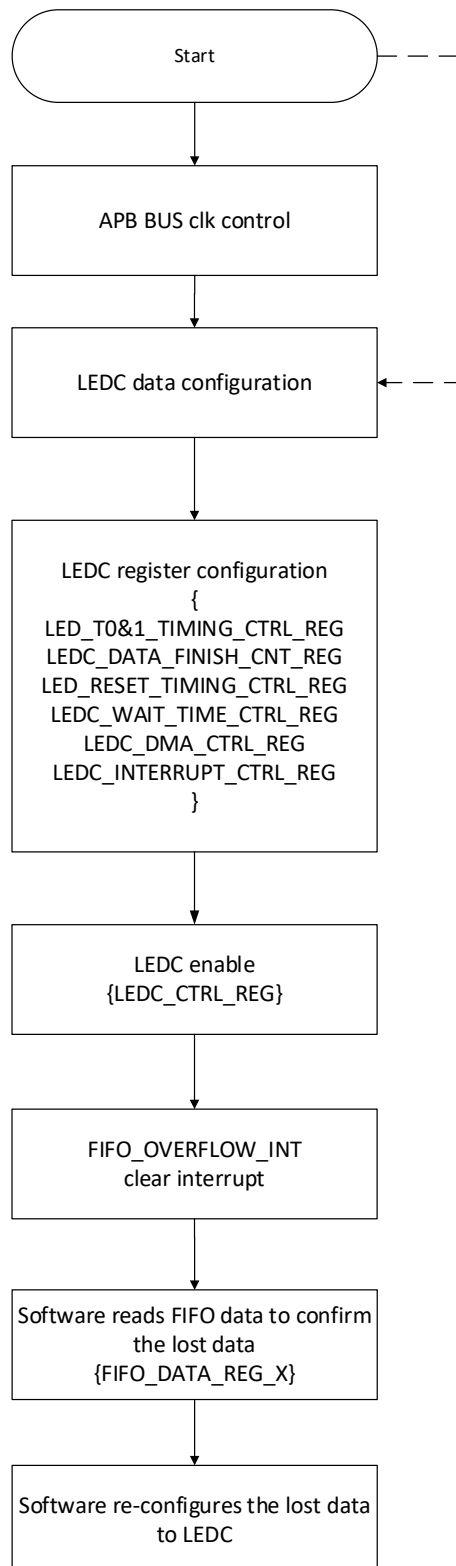 Start
APB BUS clk control
LEDC data configuration
LEDC register configuration
{
LED_T0&1_TIMING_CTRL_REG
LEDC_DATA_FINISH_CNT_REG
LED_RESET_TIMING_CTRL_REG
LEDC_WAIT_TIME_CTRL_REG
LEDC_DMA_CTRL_REG
LEDC_INTERRUPT_CTRL_REG
}
LEDC enable
{LEDC_CTRL_REG}
FIFO_OVERFLOW_INT
clear interrupt
Software reads FIFO data to confirm
the lost data
{FIFO_DATA_REG_X}
Software re-configures the lost data
to LEDC